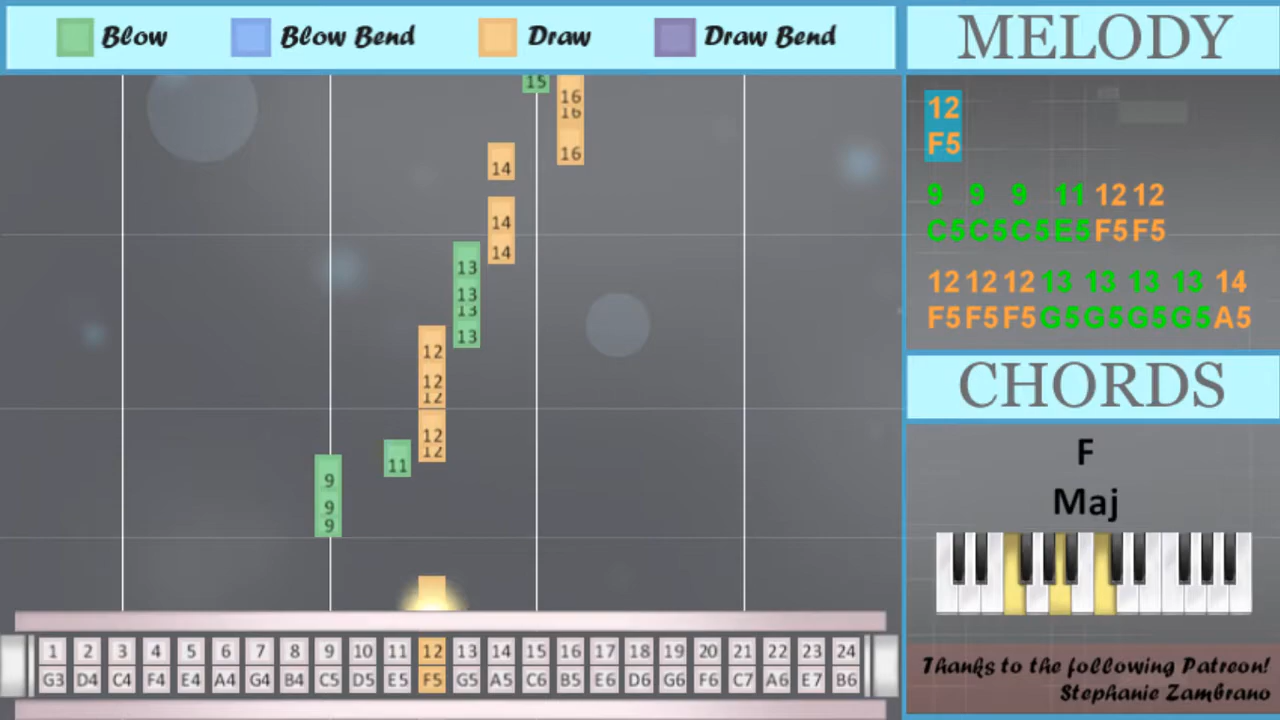 Blow Blow Bend Draw Draw Bend
MELODY
12
F5
9 9 9 11 12 12
C5 C5 C5 E5 F5 F5
12 12 12 13 13 13 13 14
F5 F5 F5 G5 G5 G5 G5 A5
CHORDS
F
Maj
Thanks to the following Patreon!
Stephanie Zambrano
15
16
16
16
14
14
14
13
13
13
13
12
12
12
12
12
11
9
9
9
1 2 3 4 5 6 7 8 9 10 11 12 13 14 15 16 17 18 19 20 21 22 23 24
G3 D4 C4 F4 E4 A4 G4 B4 C5 D5 E5 F5 G5 A5 C6 B5 E6 D6 G6 F6 C7 A6 E7 B6